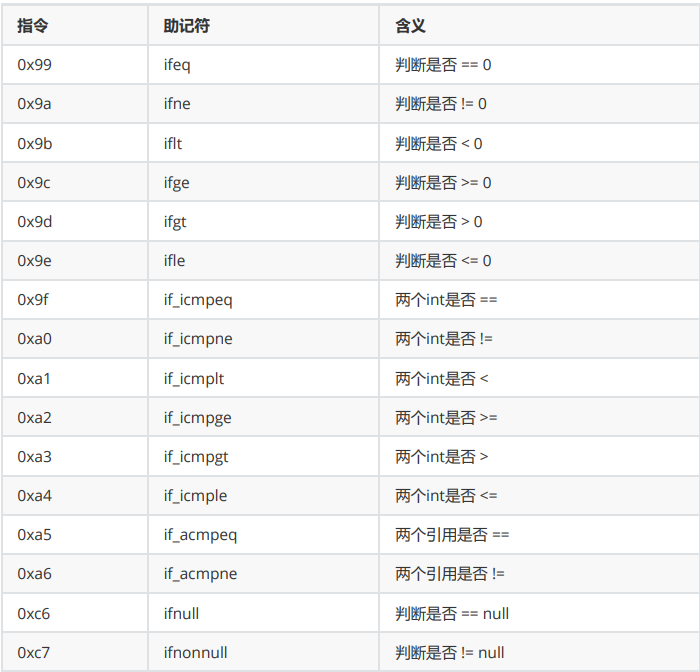 指令 助记符 含义
0x99 ifeq 判断是否 == 0
0x9a ifne 判断是否 != 0
0x9b iflt 判断是否 < 0
0x9c ifge 判断是否 >= 0
0x9d ifgt 判断是否 > 0
0x9e ifle 判断是否 <= 0
0x9f if_icmpeq 两个int是否 ==
0xa0 if_icmpne 两个int是否 !=
0xa1 if_icmplt 两个int是否 <
0xa2 if_icmpge 两个int是否 >=
0xa3 if_icmpgt 两个int是否 >
0xa4 if_icmple 两个int是否 <=
0xa5 if_acmpeq 两个引用是否 ==
0xa6 if_acmpne 两个引用是否 !=
0xc6 ifnull 判断是否 == null
0xc7 ifnonnull 判断是否 != null